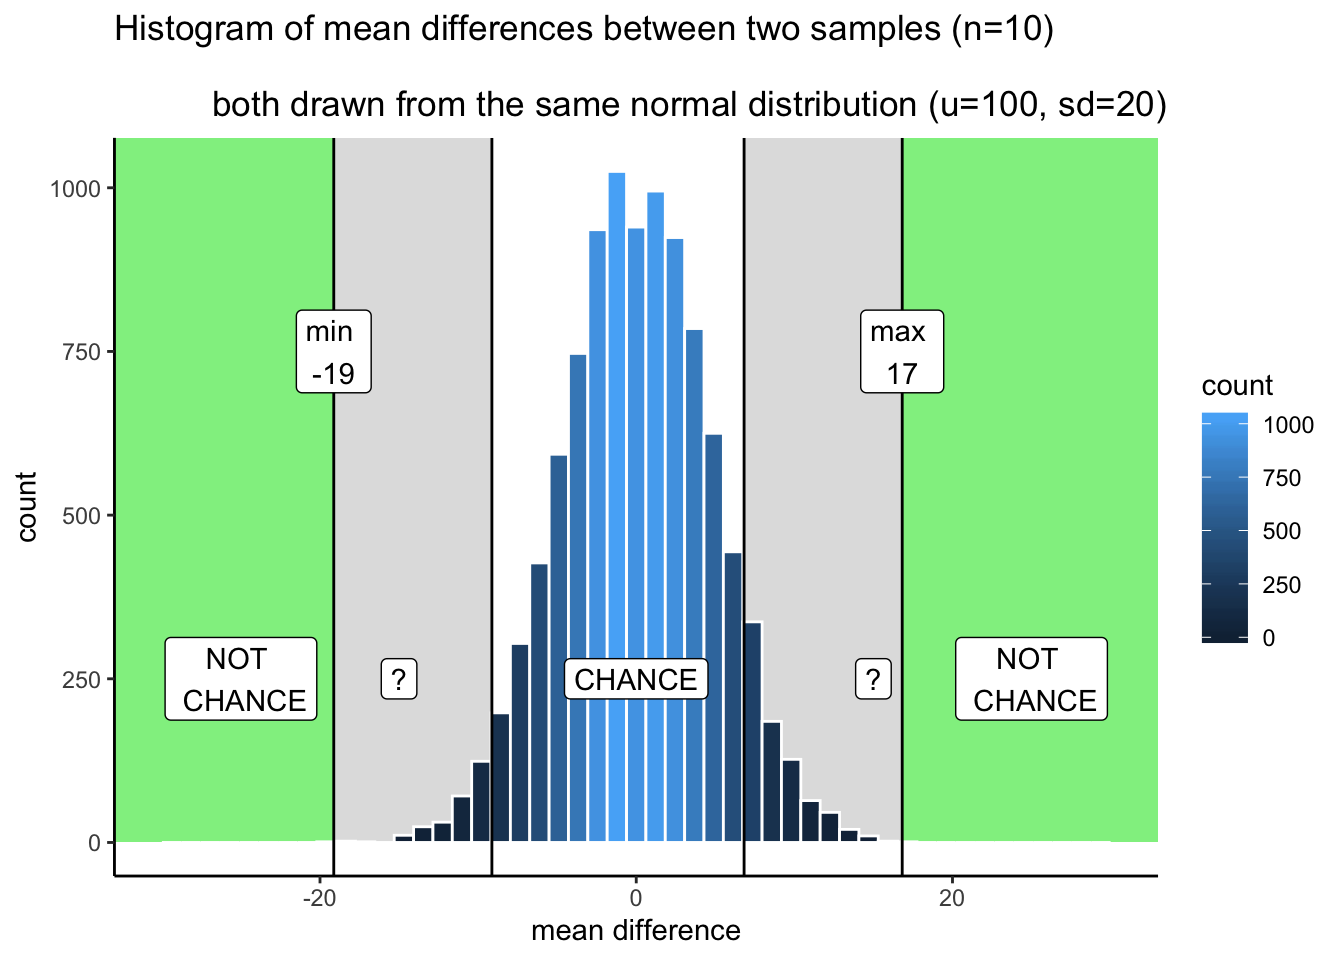 Histogram of mean differences between two samples (n=10)
both drawn from the same normal distribution (u=100, sd=20)
count
1000
750
500
250
0
min
-19
max
17
NOT
CHANCE
?
CHANCE
?
NOT
CHANCE
-20
0
20
mean difference
count
1000
750
500
250
0